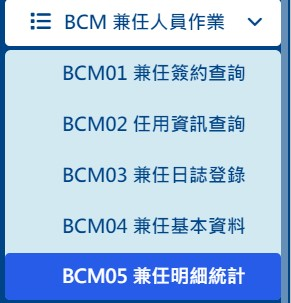 BCM 兼任人員作業
BCM01 兼任簽約查詢
BCM02 任用資訊查詢
BCM03 兼任日誌登錄
BCM04 兼任基本資料
BCM05 兼任明細統計